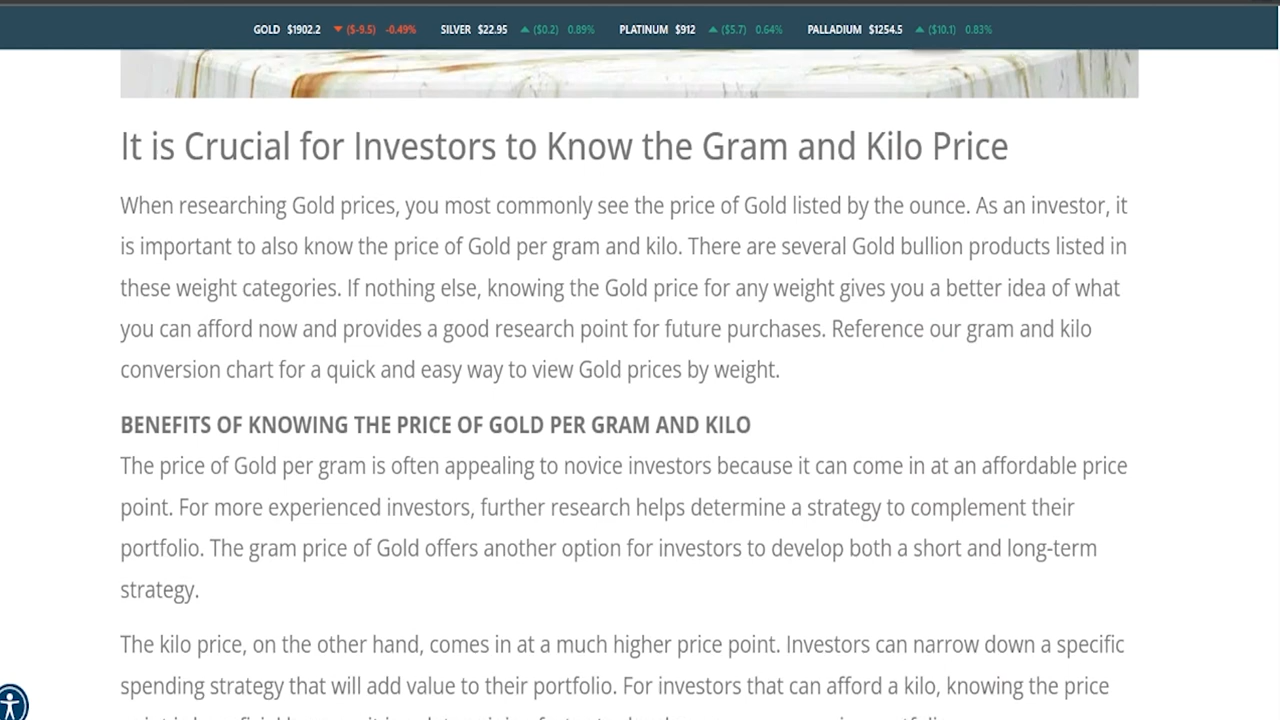 GOLD $1902.2 ▼ ($-9.5) -0.49% SILVER $22.95 ▲ ($0.2) 0.89% PLATINUM $912 ▲ ($5.7) 0.64% PALLADIUM $1254.5 ▲ ($10.1) 0.83%
It is Crucial for Investors to Know the Gram and Kilo Price
When researching Gold prices, you most commonly see the price of Gold listed by the ounce. As an investor, it
is important to also know the price of Gold per gram and kilo. There are several Gold bullion products listed in
these weight categories. If nothing else, knowing the Gold price for any weight gives you a better idea of what
you can afford now and provides a good research point for future purchases. Reference our gram and kilo
conversion chart for a quick and easy way to view Gold prices by weight.
BENEFITS OF KNOWING THE PRICE OF GOLD PER GRAM AND KILO
The price of Gold per gram is often appealing to novice investors because it can come in at an affordable price
point. For more experienced investors, further research helps determine a strategy to complement their
portfolio. The gram price of Gold offers another option for investors to develop both a short and long-term
strategy.
The kilo price, on the other hand, comes in at a much higher price point. Investors can narrow down a specific
spending strategy that will add value to their portfolio. For investors that can afford a kilo, knowing the price